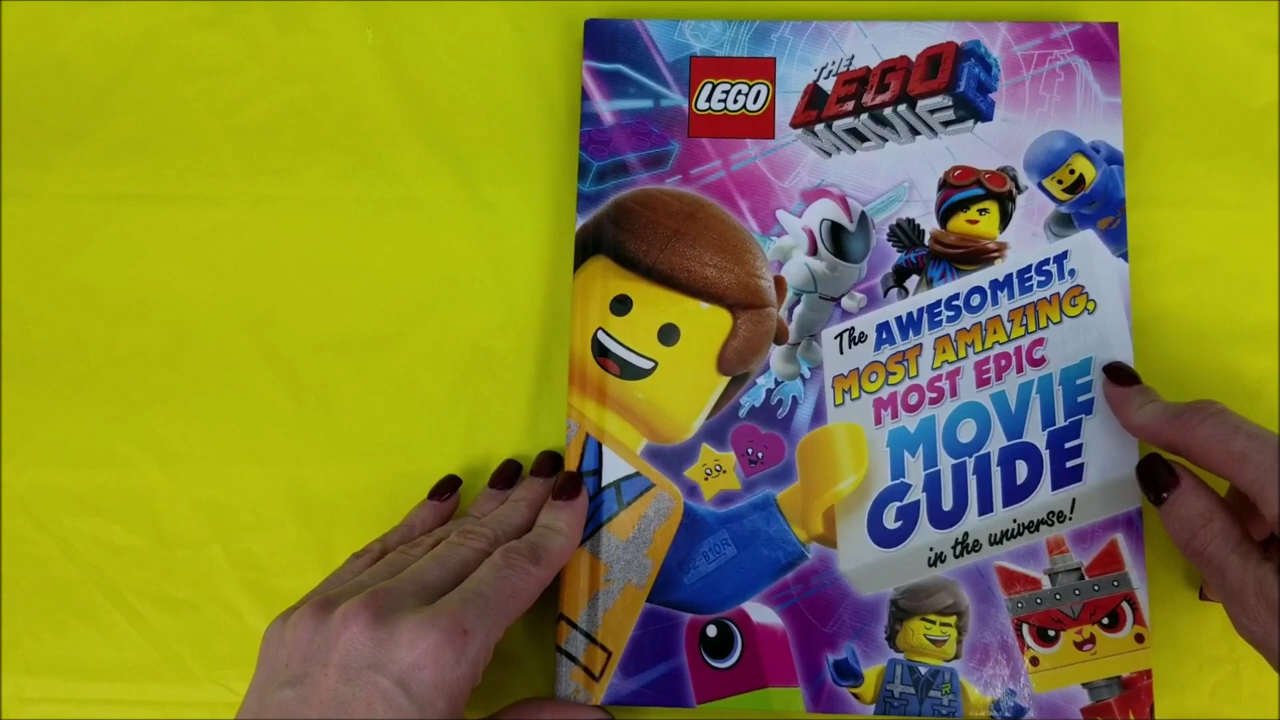 LEGO
THE
LEGO 2
MOVIE
The AWESOMEST,
MOST AMAZING,
MOST EPIC
MOVIE
GUIDE
in the universe!